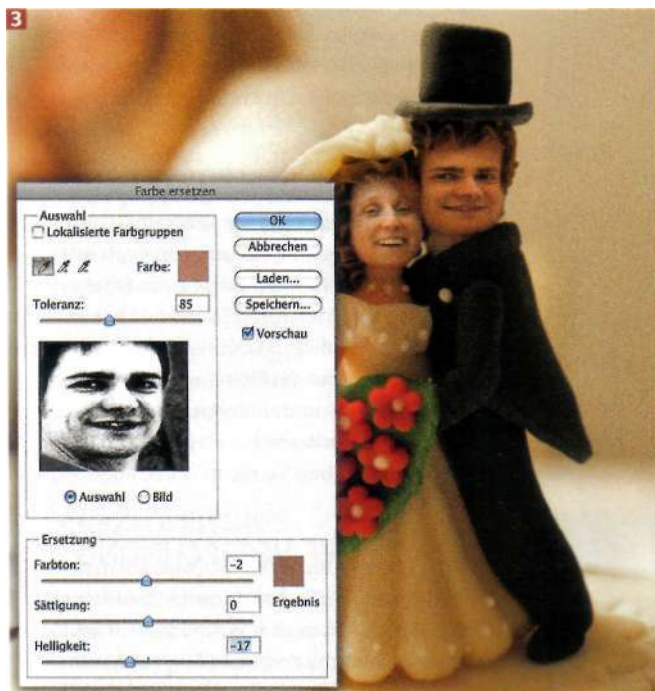 3
Farbe ersetzen
Auswahl
Lokalisierte Farbgruppen
Farbe:
Toleranz: 85
Auswahl Bild
OK
Abbrechen
Laden...
Speichern...
Vorschau
Ersetzung
Farbton: -2
Sättigung: 0
Ergebnis
Helligkeit: -17